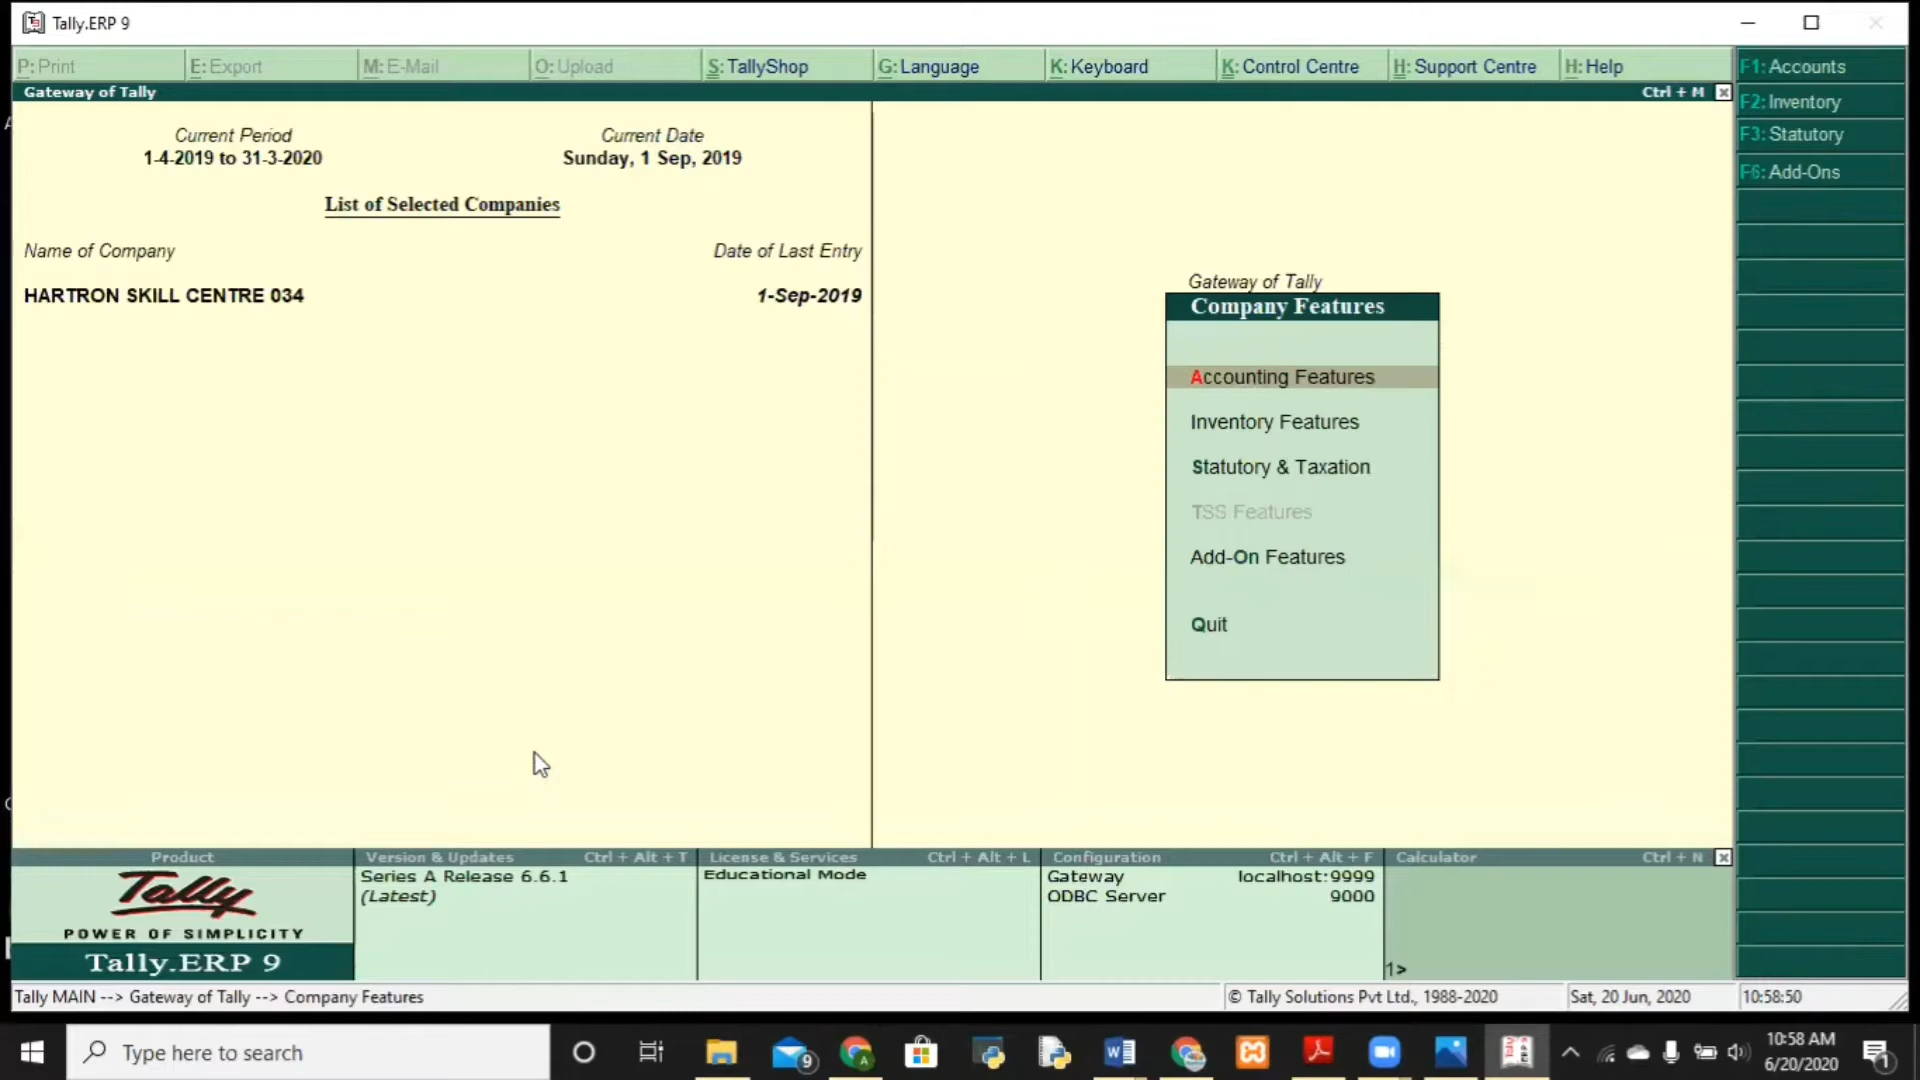 Tally.ERP 9
P: Print
E: Export
M: E-Mail
O: Upload
S: TallyShop
G: Language
K: Keyboard
K: Control Centre
H: Support Centre
H: Help
F1: Accounts
F2: Inventory
F3: Statutory
F6: Add-Ons
Gateway of Tally
Ctrl + M
Current Period
1-4-2019 to 31-3-2020
Current Date
Sunday, 1 Sep, 2019
List of Selected Companies
Name of Company
Date of Last Entry
HARTRON SKILL CENTRE 034
1-Sep-2019
Gateway of Tally
Company Features
Accounting Features
Inventory Features
Statutory & Taxation
TSS Features
Add-On Features
Quit
Product
Tally
POWER OF SIMPLICITY
Tally.ERP 9
Version & Updates Ctrl + Alt + T
Series A Release 6.6.1
(Latest)
License & Services Ctrl + Alt + L
Educational Mode
Configuration Ctrl + Alt + F
Gateway localhost:9999
ODBC Server 9000
Calculator Ctrl + N
1>
Tally MAIN --> Gateway of Tally --> Company Features
© Tally Solutions Pvt Ltd., 1988-2020
Sat, 20 Jun, 2020
10:58:50
Type here to search
9
10:58 AM
6/20/2020
1